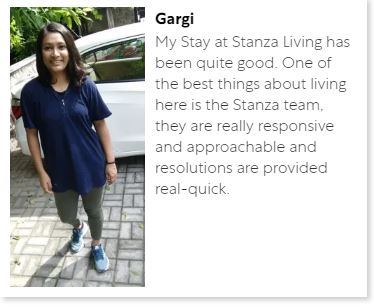 Gargi
My Stay at Stanza Living has
been quite good. One of
the best things about living
here is the Stanza team,
they are really responsive
and approachable and
resolutions are provided
real-quick.